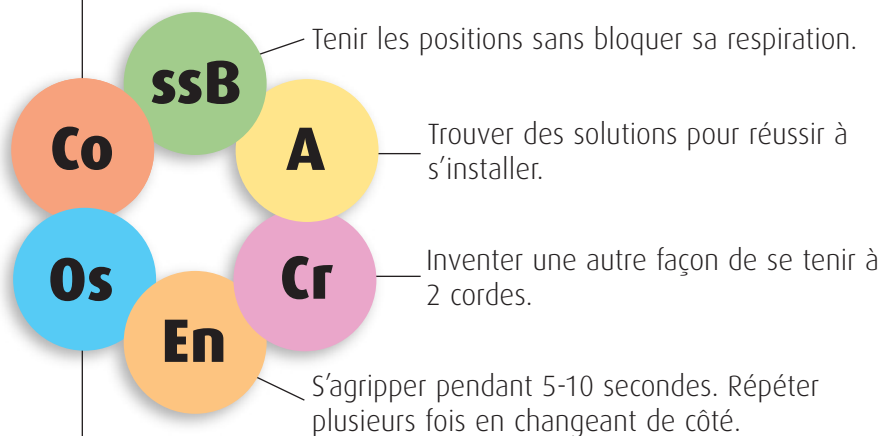 ssB
Tenir les positions sans bloquer sa respiration.
Co
A
Trouver des solutions pour réussir à
s’installer.
Os
Cr
Inventer une autre façon de se tenir à
2 cordes.
En
S’agripper pendant 5-10 secondes. Répéter
plusieurs fois en changeant de côté.